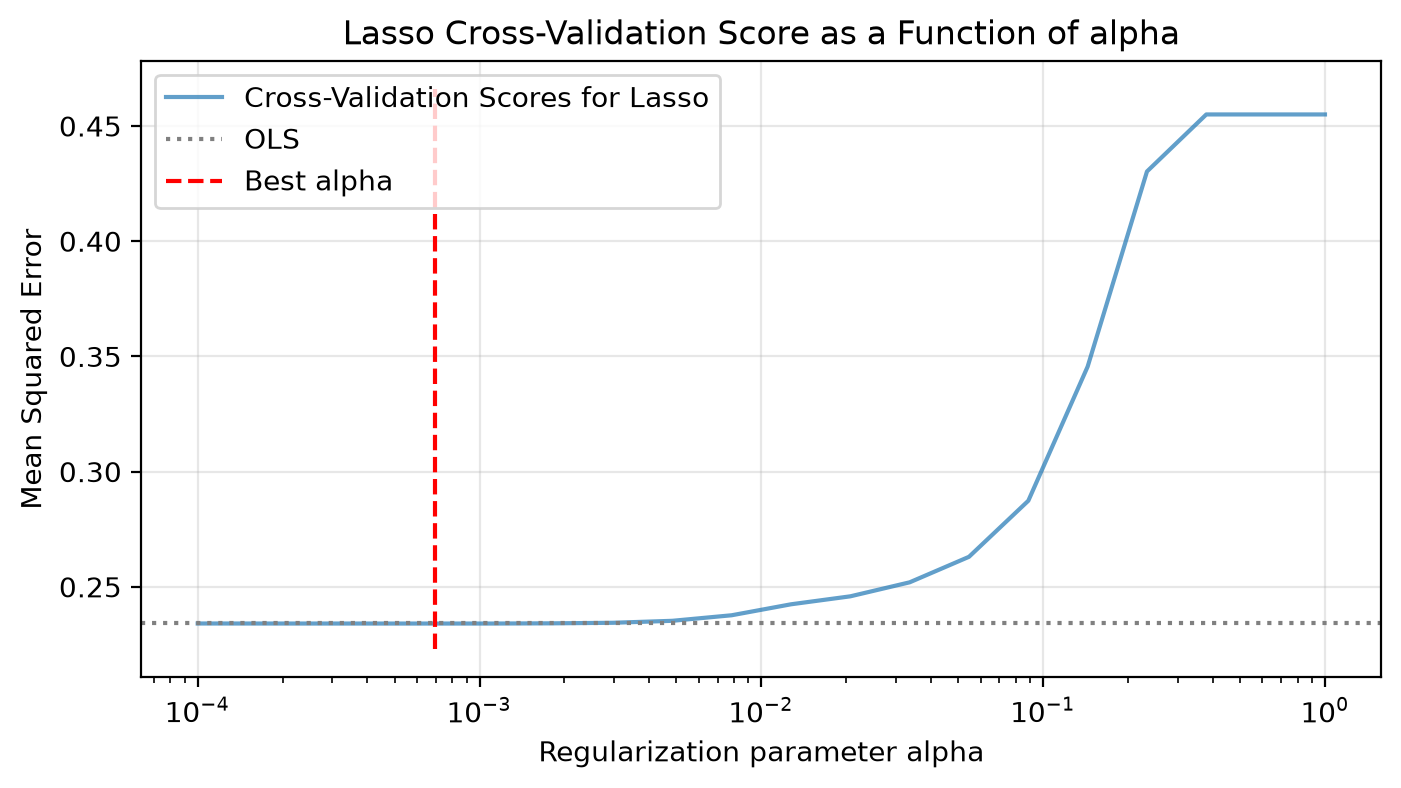 Lasso Cross-Validation Score as a Function of alpha
Cross-Validation Scores for Lasso
OLS
Best alpha
Mean Squared Error
0.45
0.40
0.35
0.30
0.25
10⁻⁴ 10⁻³ 10⁻² 10⁻¹ 10⁰
Regularization parameter alpha